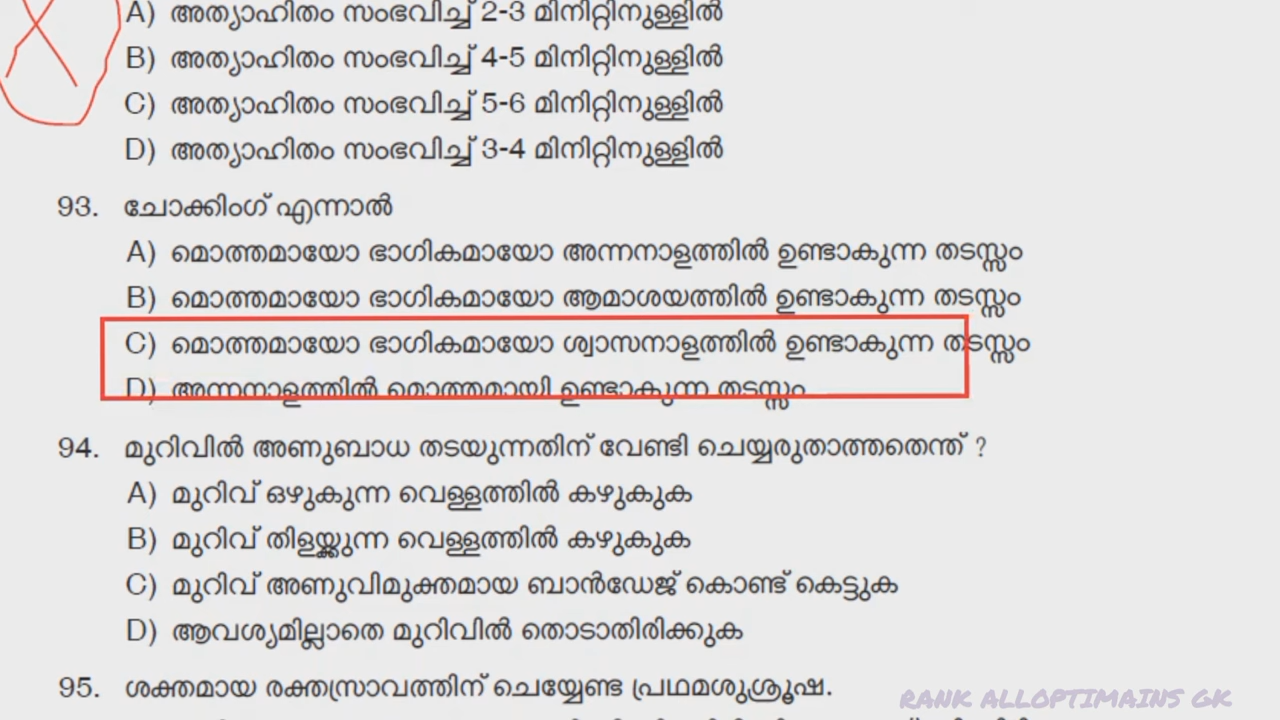 A) അത്യാഹിതം സംഭവിച്ച് 2-3 മിനിറ്റിനുള്ളിൽ
B) അത്യാഹിതം സംഭവിച്ച് 4-5 മിനിറ്റിനുള്ളിൽ
C) അത്യാഹിതം സംഭവിച്ച് 5-6 മിനിറ്റിനുള്ളിൽ
D) അത്യാഹിതം സംഭവിച്ച് 3-4 മിനിറ്റിനുള്ളിൽ
93. ചോക്കിംഗ് എന്നാൽ
A) മൊത്തമായോ ഭാഗികമായോ അന്നനാളത്തിൽ ഉണ്ടാകുന്ന തടസ്സം
B) മൊത്തമായോ ഭാഗികമായോ ആമാശയത്തിൽ ഉണ്ടാകുന്ന തടസ്സം
C) മൊത്തമായോ ഭാഗികമായോ ശ്വാസനാളത്തിൽ ഉണ്ടാകുന്ന തടസ്സം
D) അന്നനാളത്തിൽ മൊത്തമായി ഉണ്ടാകുന്ന തടസ്സം
94. മുറിവിൽ അണുബാധ തടയുന്നതിന് വേണ്ടി ചെയ്യരുതാത്തതെന്ത് ?
A) മുറിവ് ഒഴുകുന്ന വെള്ളത്തിൽ കഴുകുക
B) മുറിവ് തിളയ്ക്കുന്ന വെള്ളത്തിൽ കഴുകുക
C) മുറിവ് അണുവിമുക്തമായ ബാൻഡേജ് കൊണ്ട് കെട്ടുക
D) ആവശ്യമില്ലാതെ മുറിവിൽ തൊടാതിരിക്കുക
95. ശക്തമായ രക്തസ്രാവത്തിന് ചെയ്യേണ്ട പ്രഥമശുശ്രൂഷ.
RANK ALLOPTIMAINS GK